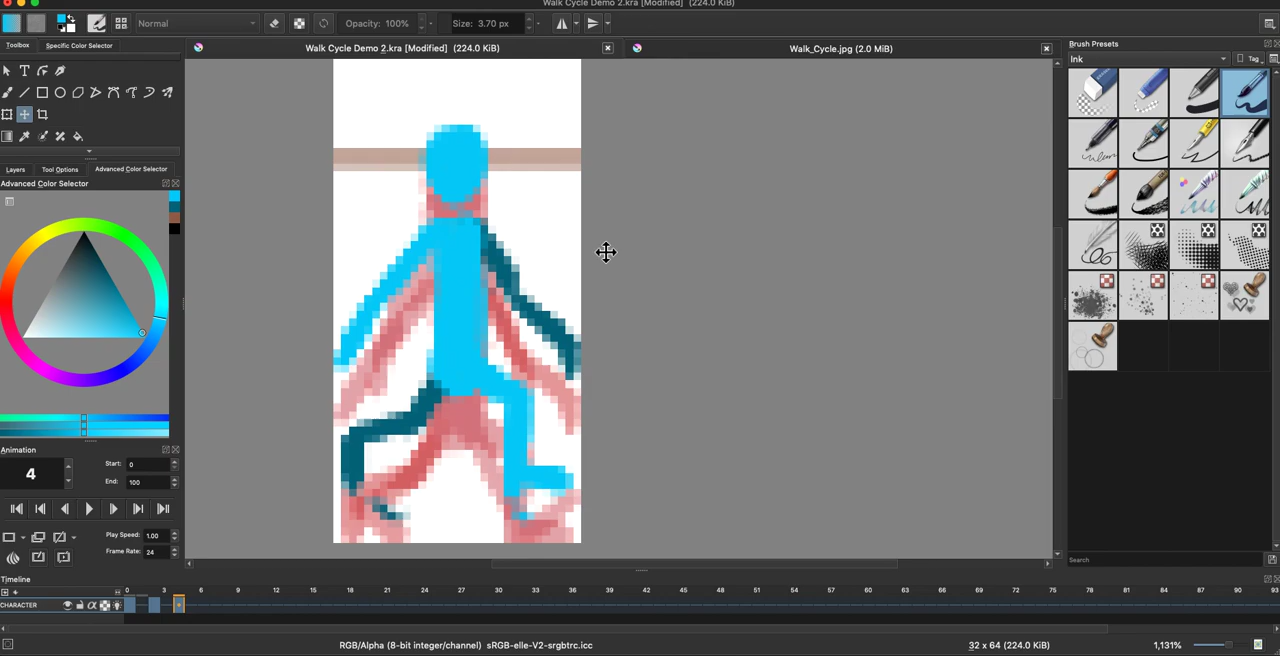 Walk Cycle Demo 2.kra [Modified] (224.0 KiB)
Normal Opacity: 100% Size: 3.70 px
Toolbox Specific Color Selector
Walk Cycle Demo 2.kra [Modified] (224.0 KiB) Walk_Cycle.jpg (2.0 MiB)
Brush Presets
Ink Tag
Layers Tool Options Advanced Color Selector
Advanced Color Selector
Animation
4 Start: 0
End: 100
Play Speed: 1.00
Frame Rate: 24
Search
Timeline
0 3 6 9 12 15 18 21 24 27 30 33 36 39 42 45 48 51 54 57 60 63 66 69 72 75 78 81 84 87 90 93
CHARACTER
RGB/Alpha (8-bit integer/channel) sRGB-elle-V2-srgbtrc.icc 32 x 64 (224.0 KiB) 1,131%